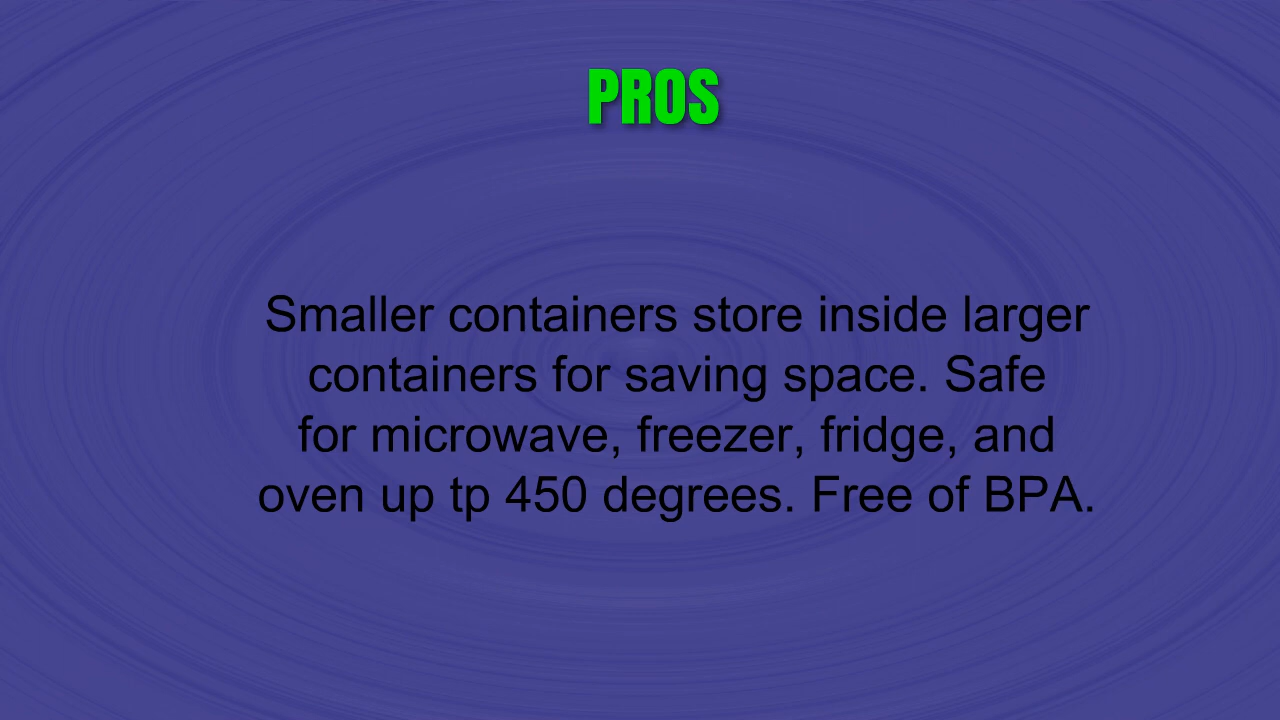 PROS
Smaller containers store inside larger
containers for saving space. Safe
for microwave, freezer, fridge, and
oven up tp 450 degrees. Free of BPA.